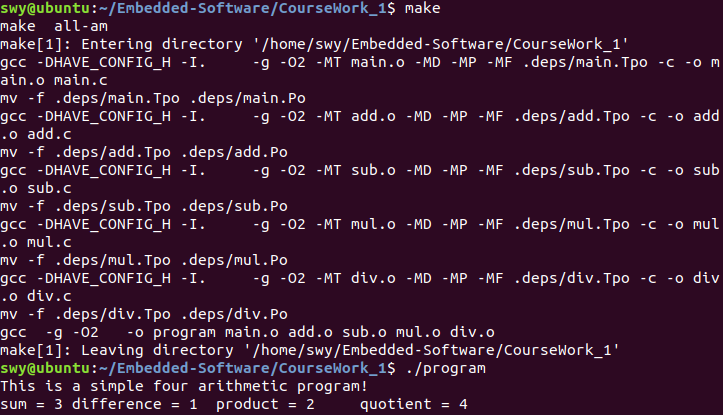 swy@ubuntu:~/Embedded-Software/CourseWork_1$ make
make  all-am
make[1]: Entering directory '/home/swy/Embedded-Software/CourseWork_1'
gcc -DHAVE_CONFIG_H -I.     -g -O2 -MT main.o -MD -MP -MF .deps/main.Tpo -c -o m
ain.o main.c
mv -f .deps/main.Tpo .deps/main.Po
gcc -DHAVE_CONFIG_H -I.     -g -O2 -MT add.o -MD -MP -MF .deps/add.Tpo -c -o add
.o add.c
mv -f .deps/add.Tpo .deps/add.Po
gcc -DHAVE_CONFIG_H -I.     -g -O2 -MT sub.o -MD -MP -MF .deps/sub.Tpo -c -o sub
.o sub.c
mv -f .deps/sub.Tpo .deps/sub.Po
gcc -DHAVE_CONFIG_H -I.     -g -O2 -MT mul.o -MD -MP -MF .deps/mul.Tpo -c -o mul
.o mul.c
mv -f .deps/mul.Tpo .deps/mul.Po
gcc -DHAVE_CONFIG_H -I.     -g -O2 -MT div.o -MD -MP -MF .deps/div.Tpo -c -o div
.o div.c
mv -f .deps/div.Tpo .deps/div.Po
gcc  -g -O2   -o program main.o add.o sub.o mul.o div.o
make[1]: Leaving directory '/home/swy/Embedded-Software/CourseWork_1'
swy@ubuntu:~/Embedded-Software/CourseWork_1$ ./program
This is a simple four arithmetic program!
sum = 3 difference = 1  product = 2     quotient = 4